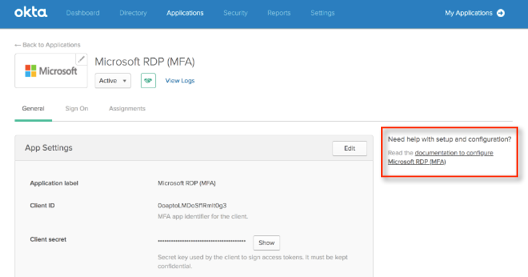 okta Dashboard Directory Applications Security Reports Settings My Applications
← Back to Applications
Microsoft
Microsoft RDP (MFA)
Active View Logs
General Sign On Assignments
App Settings Edit
Need help with setup and configuration?
Read the documentation to configure
Microsoft RDP (MFA)
Application label Microsoft RDP (MFA)
Client ID
MFA app identifier for the client.
Client secret •••••••••••••••••••••••••••••••••••••••• Show
Secret key used by the client to sign access tokens. It must be kept
confidential.